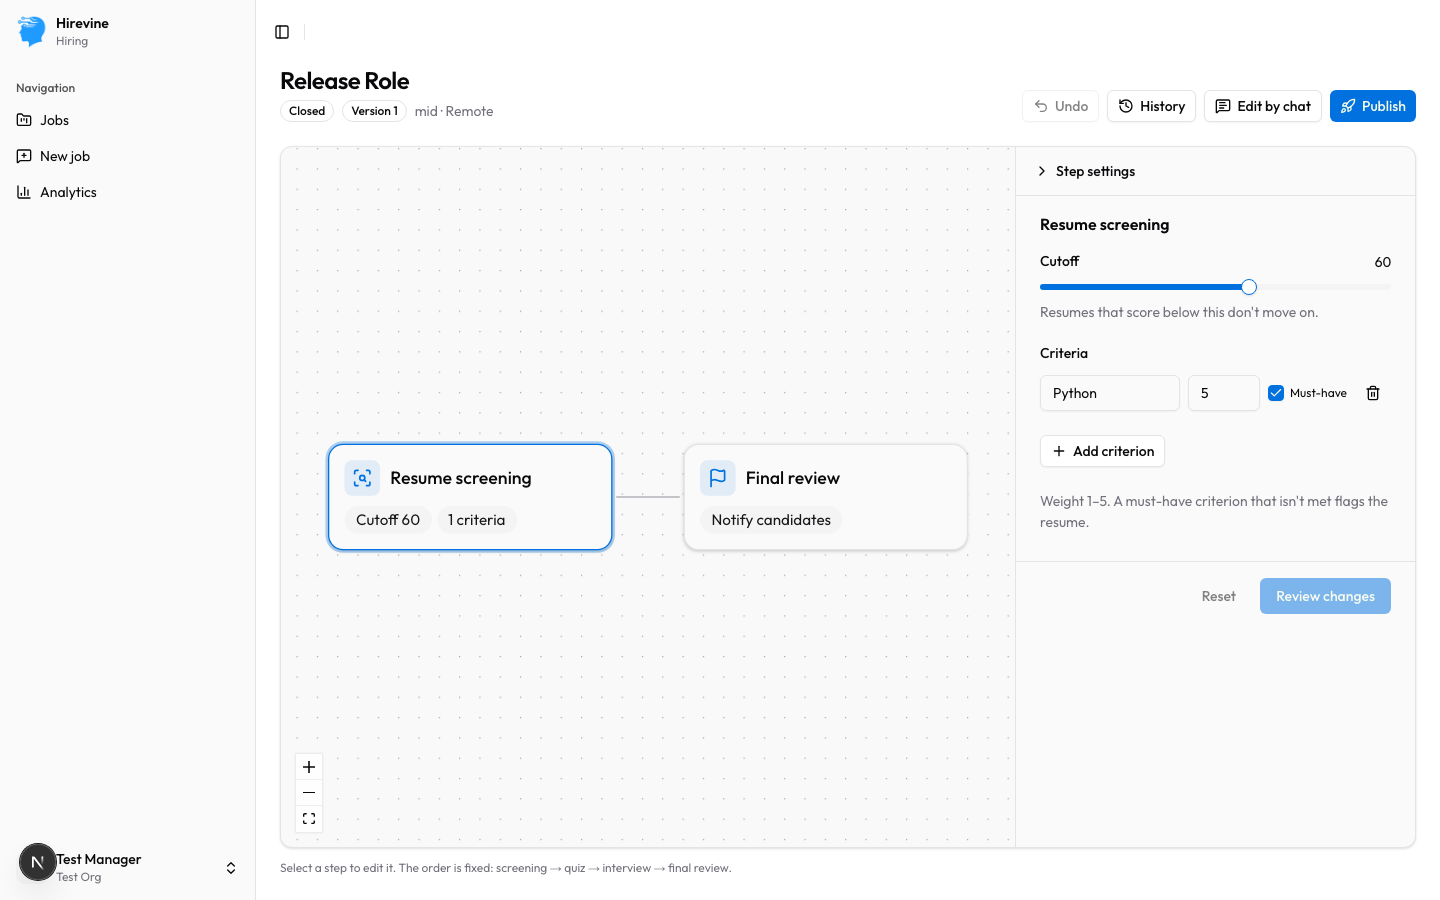 Hirevine
Hiring
Navigation
Jobs
New job
Analytics
Release Role
Closed
Version 1
mid · Remote
Undo
History
Edit by chat
Publish
Step settings
Resume screening
Cutoff
60
Resumes that score below this don't move on.
Criteria
Python
5
Must-have
Add criterion
Weight 1–5. A must-have criterion that isn't met flags the
resume.
Reset
Review changes
Resume screening
Cutoff 60
1 criteria
Final review
Notify candidates
Select a step to edit it. The order is fixed: screening → quiz → interview → final review.
N
Test Manager
Test Org